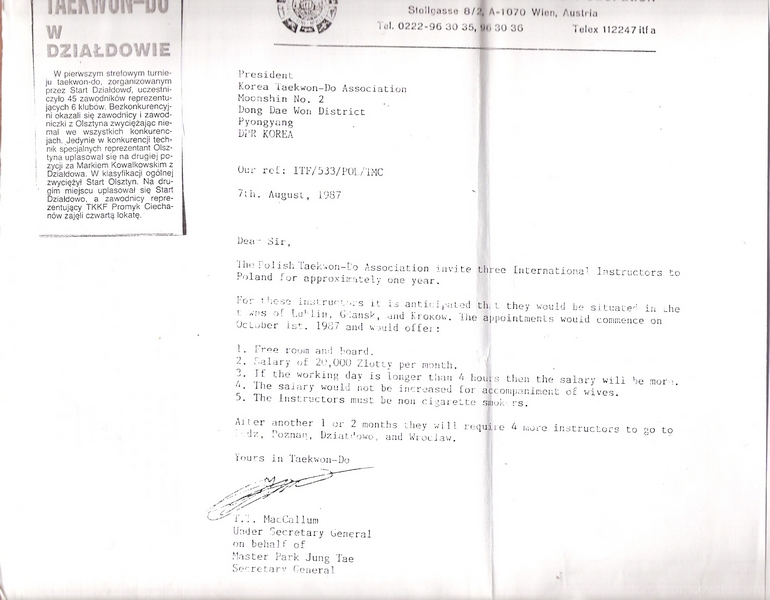 TAEKWON-DO
W
DZIAŁDOWIE
W pierwszym strefowym turnie-
ju taekwon-do, zorganizowanym
przez Start Działdowo, uczestni-
czyło 45 zawodników reprezentu-
jących 6 klubów. Bezkonkurencyj-
ni okazali się zawodnicy i zawod-
niczki z Olsztyna zwyciężając nie-
mal we wszystkich konkurenc-
jach. Jedynie w konkurencji tech-
nik specjalnych reprezentant Olsz-
tyna uplasował się na drugiej po-
zycji za Markiem Kowalkowskim z
Działdowa. W klasyfikacji ogólnej
zwyciężył Start Olsztyn. Na dru-
gim miejscu uplasował się Start
Działdowo, a zawodnicy repre-
zentujący TKKF Promyk Ciecha-
nów zajęli czwartą lokatę.
Stollgasse 8/2, A-1070 Wien, Austria
Tel. 0222-96 30 35, 96 30 36 Telex 112247 itf a
President
Korea Taekwon-Do Association
Moonshin No. 2
Dong Dae Won District
Pyongyang
DPR KOREA
Our ref: ITF/533/POL/TMC
7th. August, 1987
Dear Sir,
The Polish Taekwon-Do Association invite three International Instructors to
Poland for approximately one year.
For these instructors it is anticipated that they would be situated in the
towns of Lublin, Gdansk, and Krokow. The appointments would commence on
October 1st. 1987 and would offer:
1. Free room and board.
2. Salary of 20,000 Zlotty per month.
3. If the working day is longer than 4 hours then the salary will be more.
4. The salary would not be increased for accompaniment of wives.
5. The Instructors must be non cigarette smokers.
After another 1 or 2 months they will require 4 more instructors to go to
Lodz, Poznan, Dziatdowo, and Wroclaw.
Yours in Taekwon-Do
MacCallum
Under Secretary General
on behalf of
Master Park Jung Tae
Secretary General